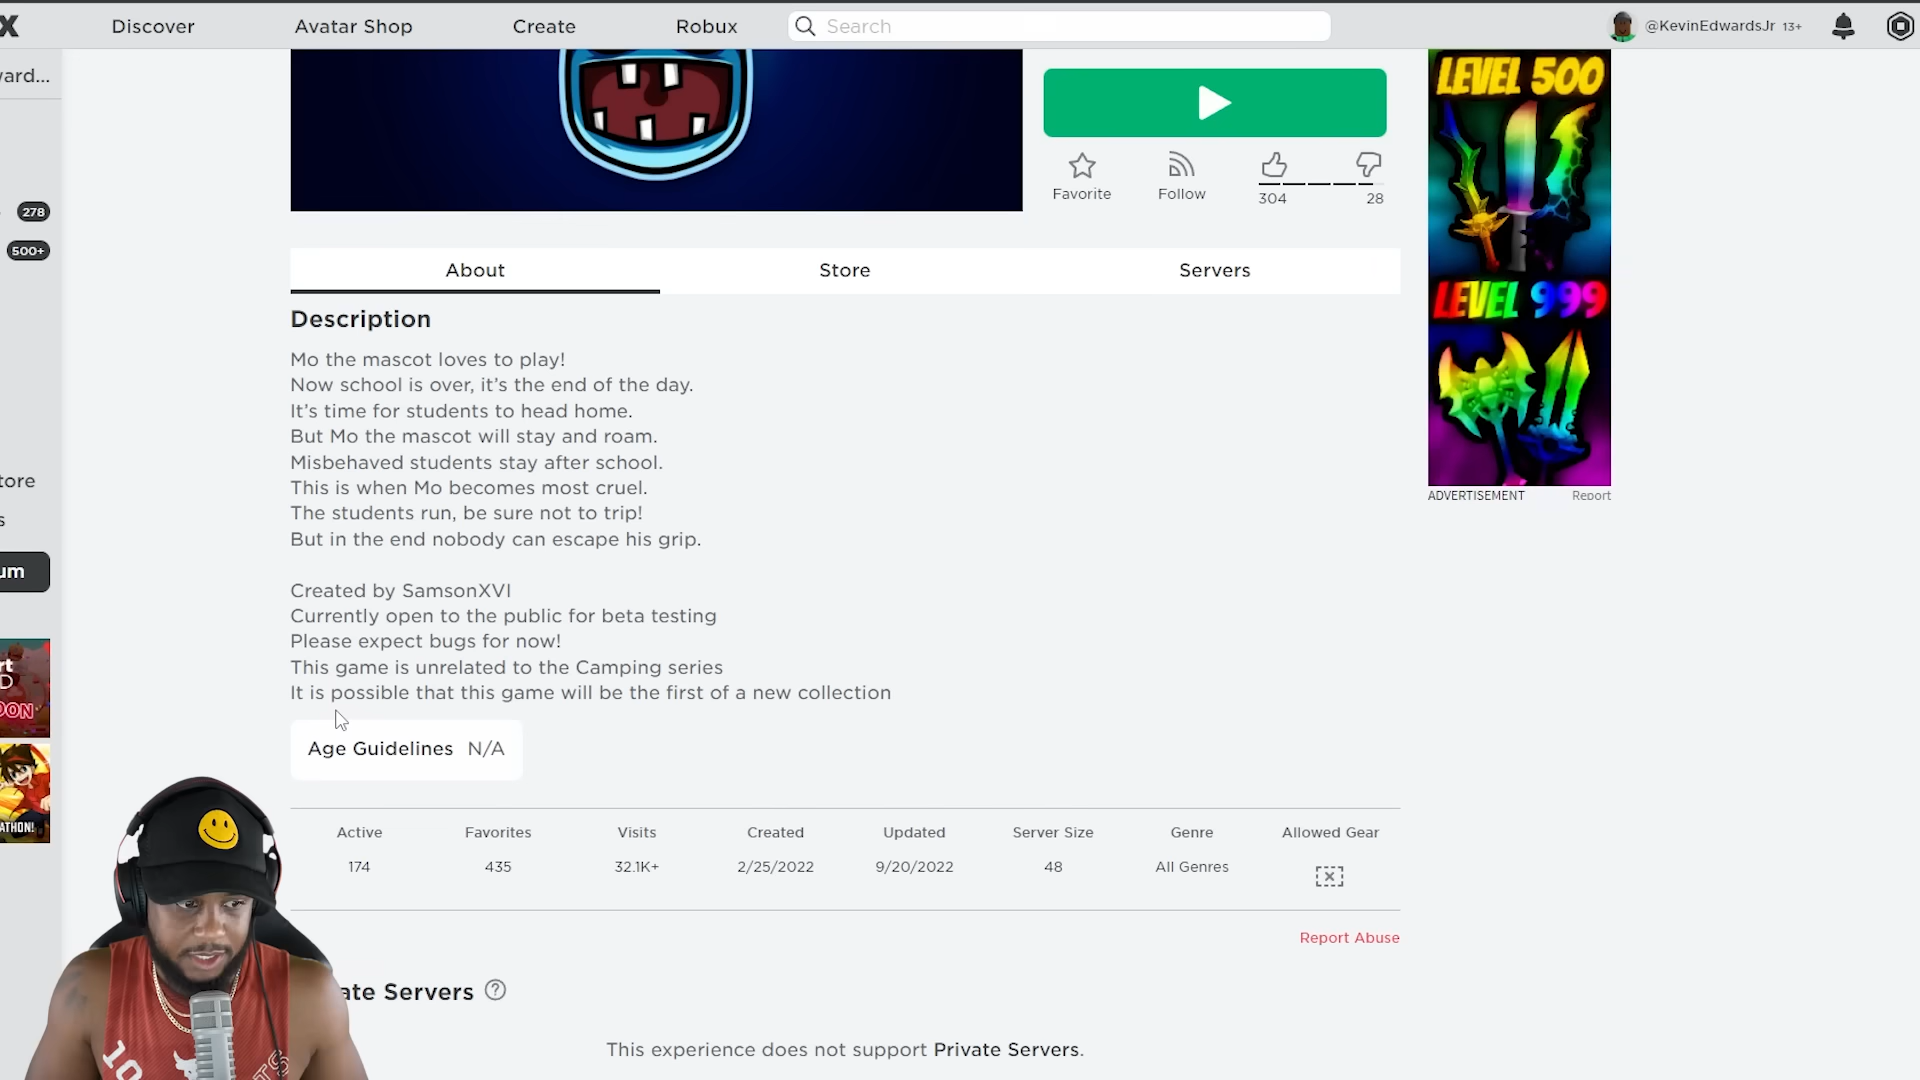 X
Discover
Avatar Shop
Create
Robux
Search
@KevinEdwardsJr 13+
ward...
278
500+
tore
s
um
rt
D
OON
ATHON!
Favorite
Follow
304
28
LEVEL 500
LEVEL 999
ADVERTISEMENT
Report
About
Store
Servers
Description
Mo the mascot loves to play!
Now school is over, it’s the end of the day.
It’s time for students to head home.
But Mo the mascot will stay and roam.
Misbehaved students stay after school.
This is when Mo becomes most cruel.
The students run, be sure not to trip!
But in the end nobody can escape his grip.
Created by SamsonXVI
Currently open to the public for beta testing
Please expect bugs for now!
This game is unrelated to the Camping series
It is possible that this game will be the first of a new collection
Age Guidelines N/A
Active
Favorites
Visits
Created
Updated
Server Size
Genre
Allowed Gear
174
435
32.1K+
2/25/2022
9/20/2022
48
All Genres
Report Abuse
ate Servers
This experience does not support Private Servers.